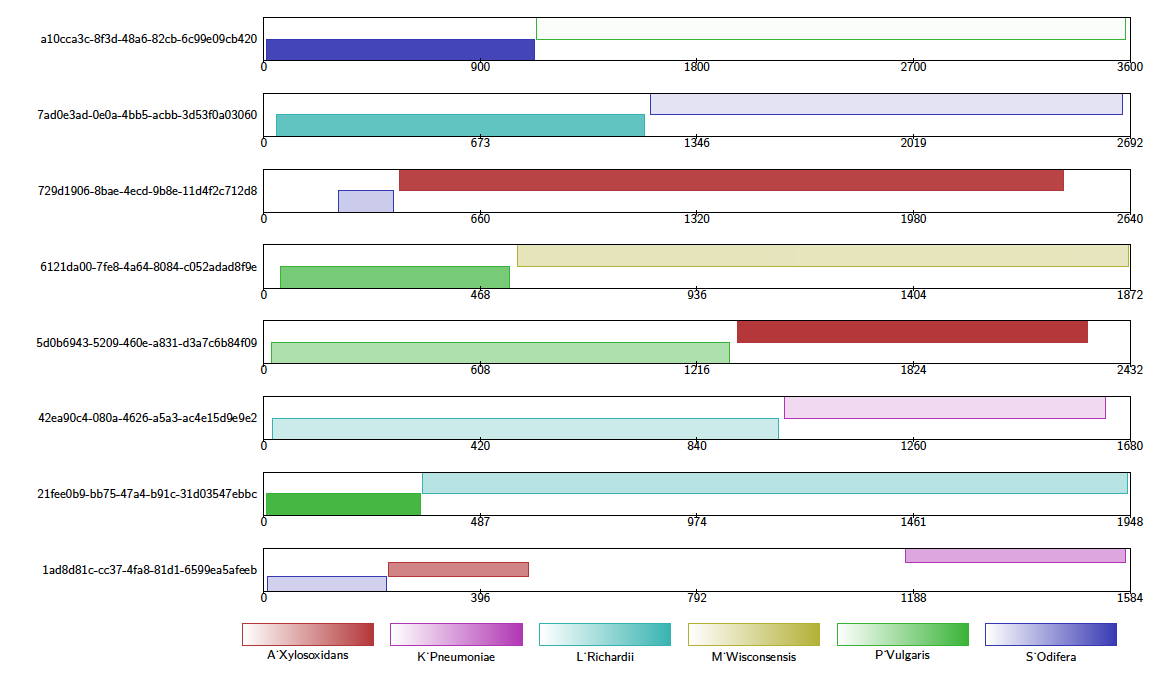 a10cca3c-8f3d-48a6-82cb-6c99e09cb420
0 900 1800 2700 3600
7ad0e3ad-0e0a-4bb5-acbb-3d53f0a03060
0 673 1346 2019 2692
729d1906-8bae-4ecd-9b8e-11d4f2c712d8
0 660 1320 1980 2640
6121da00-7fe8-4a64-8084-c052adad8f9e
0 468 936 1404 1872
5d0b6943-5209-460e-a831-d3a7c6b84f09
0 608 1216 1824 2432
42ea90c4-080a-4626-a5a3-ac4e15d9e9e2
0 420 840 1260 1680
21fee0b9-bb75-47a4-b91c-31d03547ebbc
0 487 974 1461 1948
1ad8d81c-cc37-4fa8-81d1-6599ea5afeeb
0 396 792 1188 1584
A˙Xylosoxidans K˙Pneumoniae L˙Richardii M˙Wisconsensis P˙Vulgaris S˙Odifera